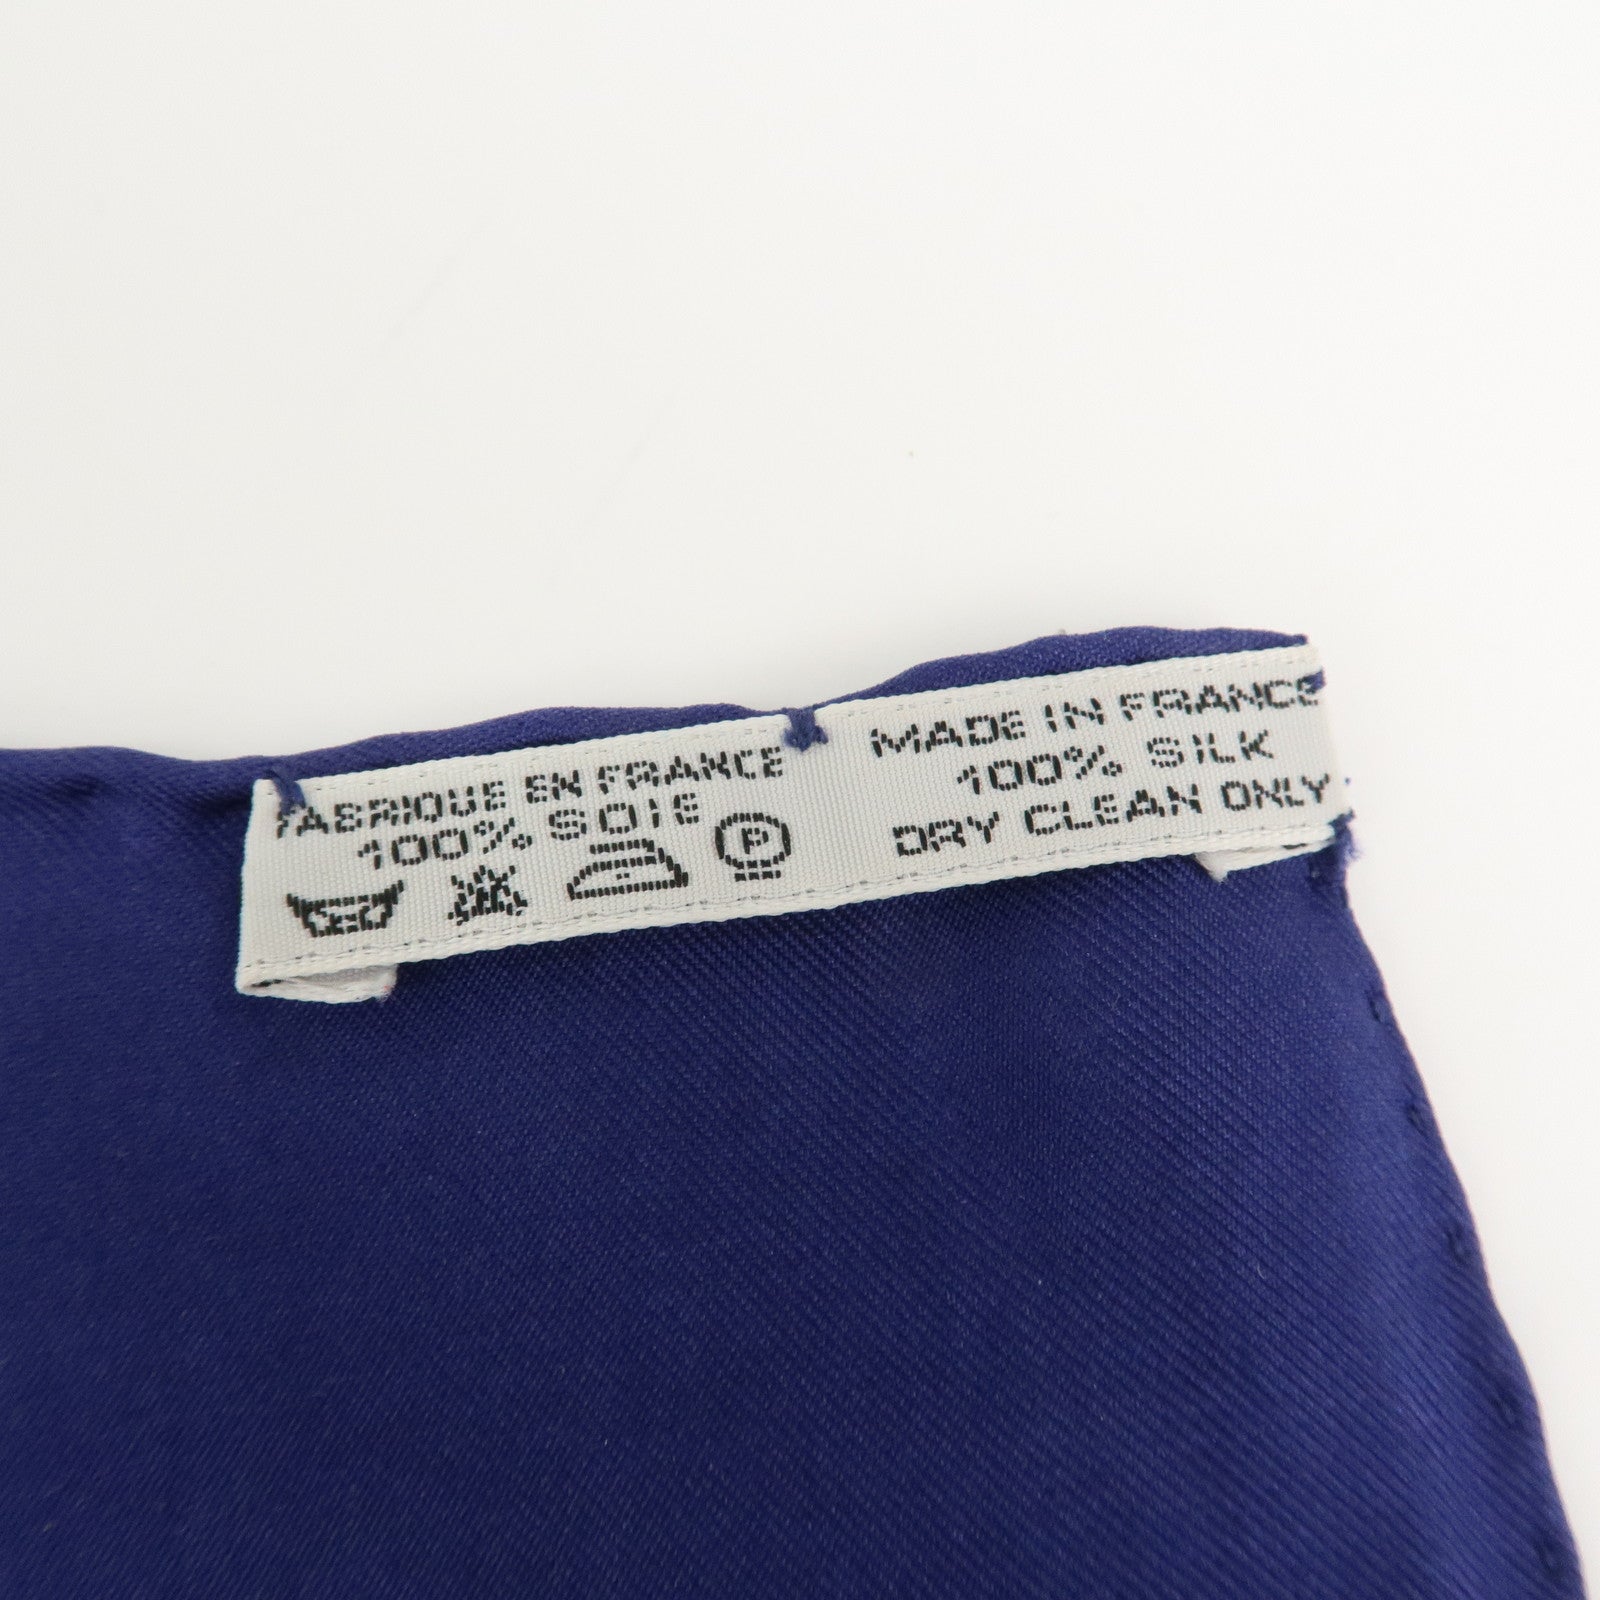 FABRIQUE EN FRANCE
100% SOIE
P
MADE IN FRANCE
100% SILK
DRY CLEAN ONLY